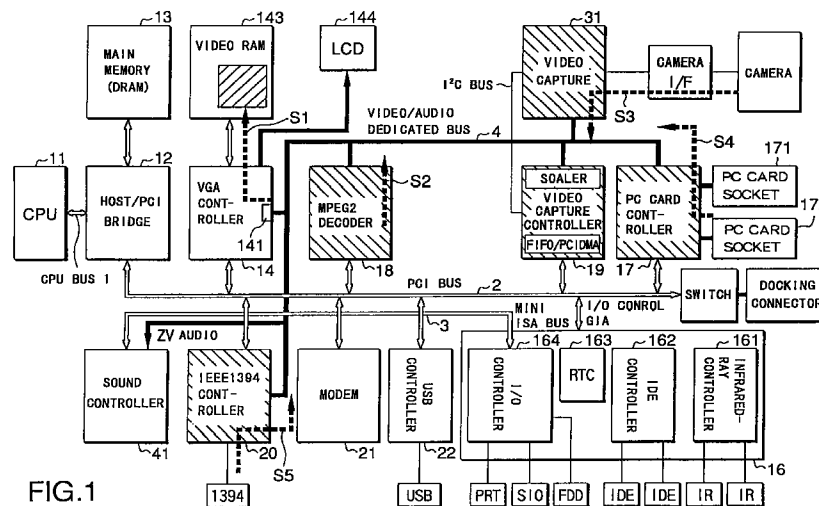 13
MAIN
MEMORY
(DRAM)
143
VIDEO RAM
144
LCD
31
VIDEO
CAPTURE
CAMERA
I/F
CAMERA
I²C BUS
S1
VIDEO/AUDIO
DEDICATED BUS
4
S3
S4
11
CPU
12
HOST/PCI
BRIDGE
VGA CONT-
ROLLER
141
14
MPEG2
DECODER
S2
18
SOALER
VIDEO
CAPTURE
CONTROLLER
FIFO/PCIDMA
19
PC CARD
CONT-
ROLLER
17
171
PC CARD
SOCKET
17
PC CARD
SOCKET
CPU BUS 1
PCI BUS
2
SWITCH
DOCKING
CONNECTOR
MINI
ISA BUS
I/O CONROL
GIA
ZV AUDIO
3
SOUND
CONTROLLER
41
IEEE1394
CONT-
ROLLER
20
S5
MODEM
21
USB
CONTROLLER
22
164
I/O
CONTROLLER
163
RTC
162
IDE
CONTROLLER
161
INFRARED-
RAY
CONTROLLER
16
FIG.1
1394
USB
PRT
SIO
FDD
IDE
IDE
IR
IR